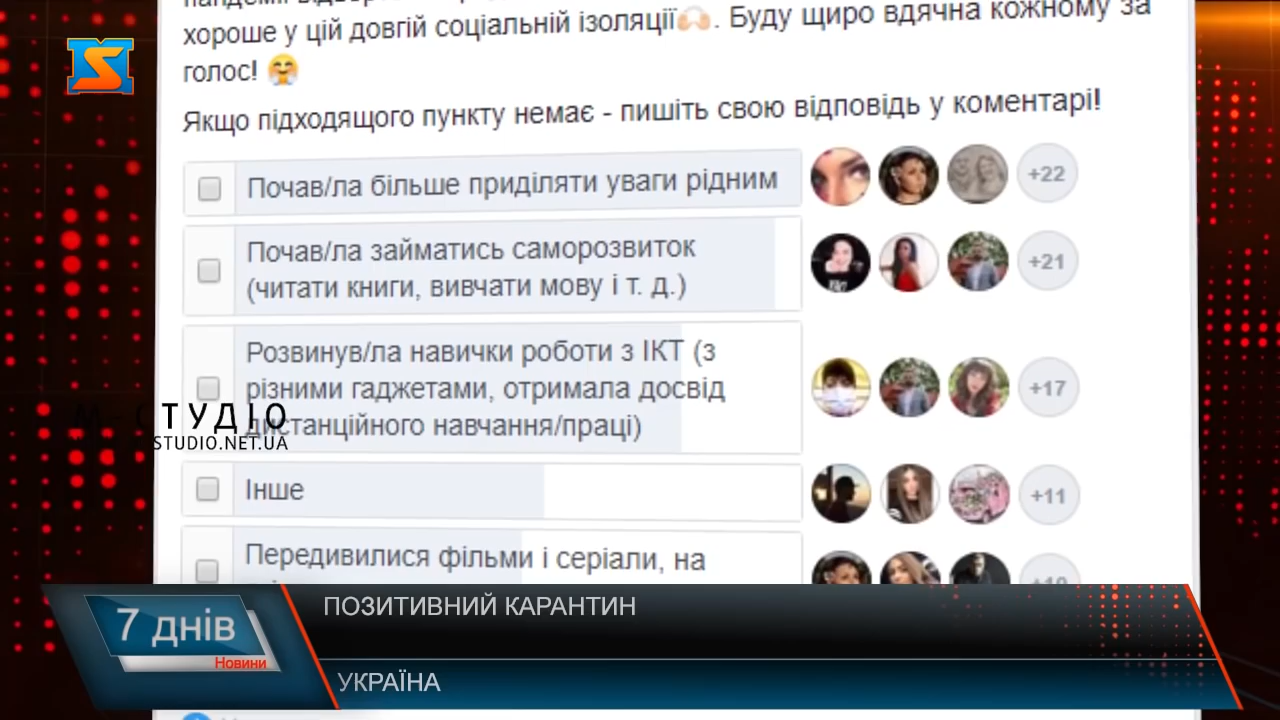 хороше у цій довгій соціальній ізоляції🙌🏻. Буду щиро вдячна кожному за
голос! 🤗
Якщо підходящого пункту немає - пишіть свою відповідь у коментарі!
Почав/ла більше приділяти уваги рідним
+22
Почав/ла займатись саморозвиток
(читати книги, вивчати мову і т. д.)
+21
Розвинув/ла навички роботи з ІКТ (з
різними гаджетами, отримала досвід
дистанційного навчання/праці)
+17
М СТУДІО
STUDIO.NET.UA
Інше
+11
Передивилися фільми і серіали, на
+10
7 днів
Новини
ПОЗИТИВНИЙ КАРАНТИН
УКРАЇНА